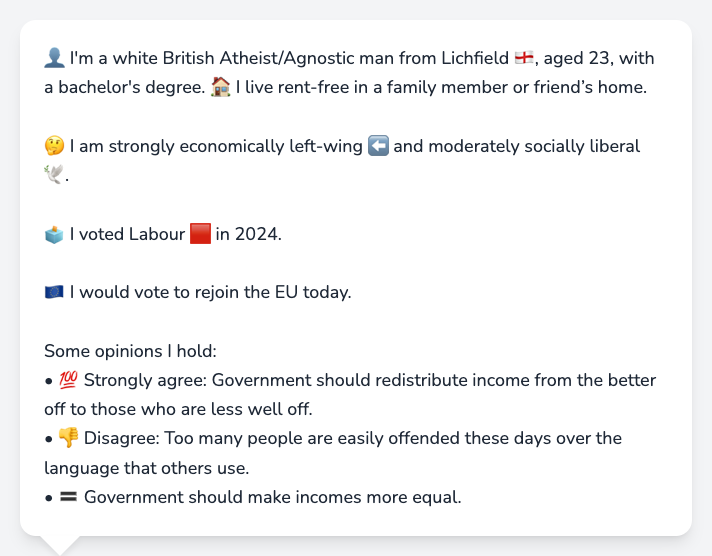 👤 I'm a white British Atheist/Agnostic man from Lichfield 🏴󠁧󠁢󠁥󠁮󠁧󠁿, aged 23, with
a bachelor's degree. 🏠 I live rent-free in a family member or friend’s home.
🤔 I am strongly economically left-wing ⬅️ and moderately socially liberal
🕊️.
🗳️ I voted Labour 🟥 in 2024.
🇪🇺 I would vote to rejoin the EU today.
Some opinions I hold:
• 💯 Strongly agree: Government should redistribute income from the better
off to those who are less well off.
• 👎 Disagree: Too many people are easily offended these days over the
language that others use.
• 🟰 Government should make incomes more equal.